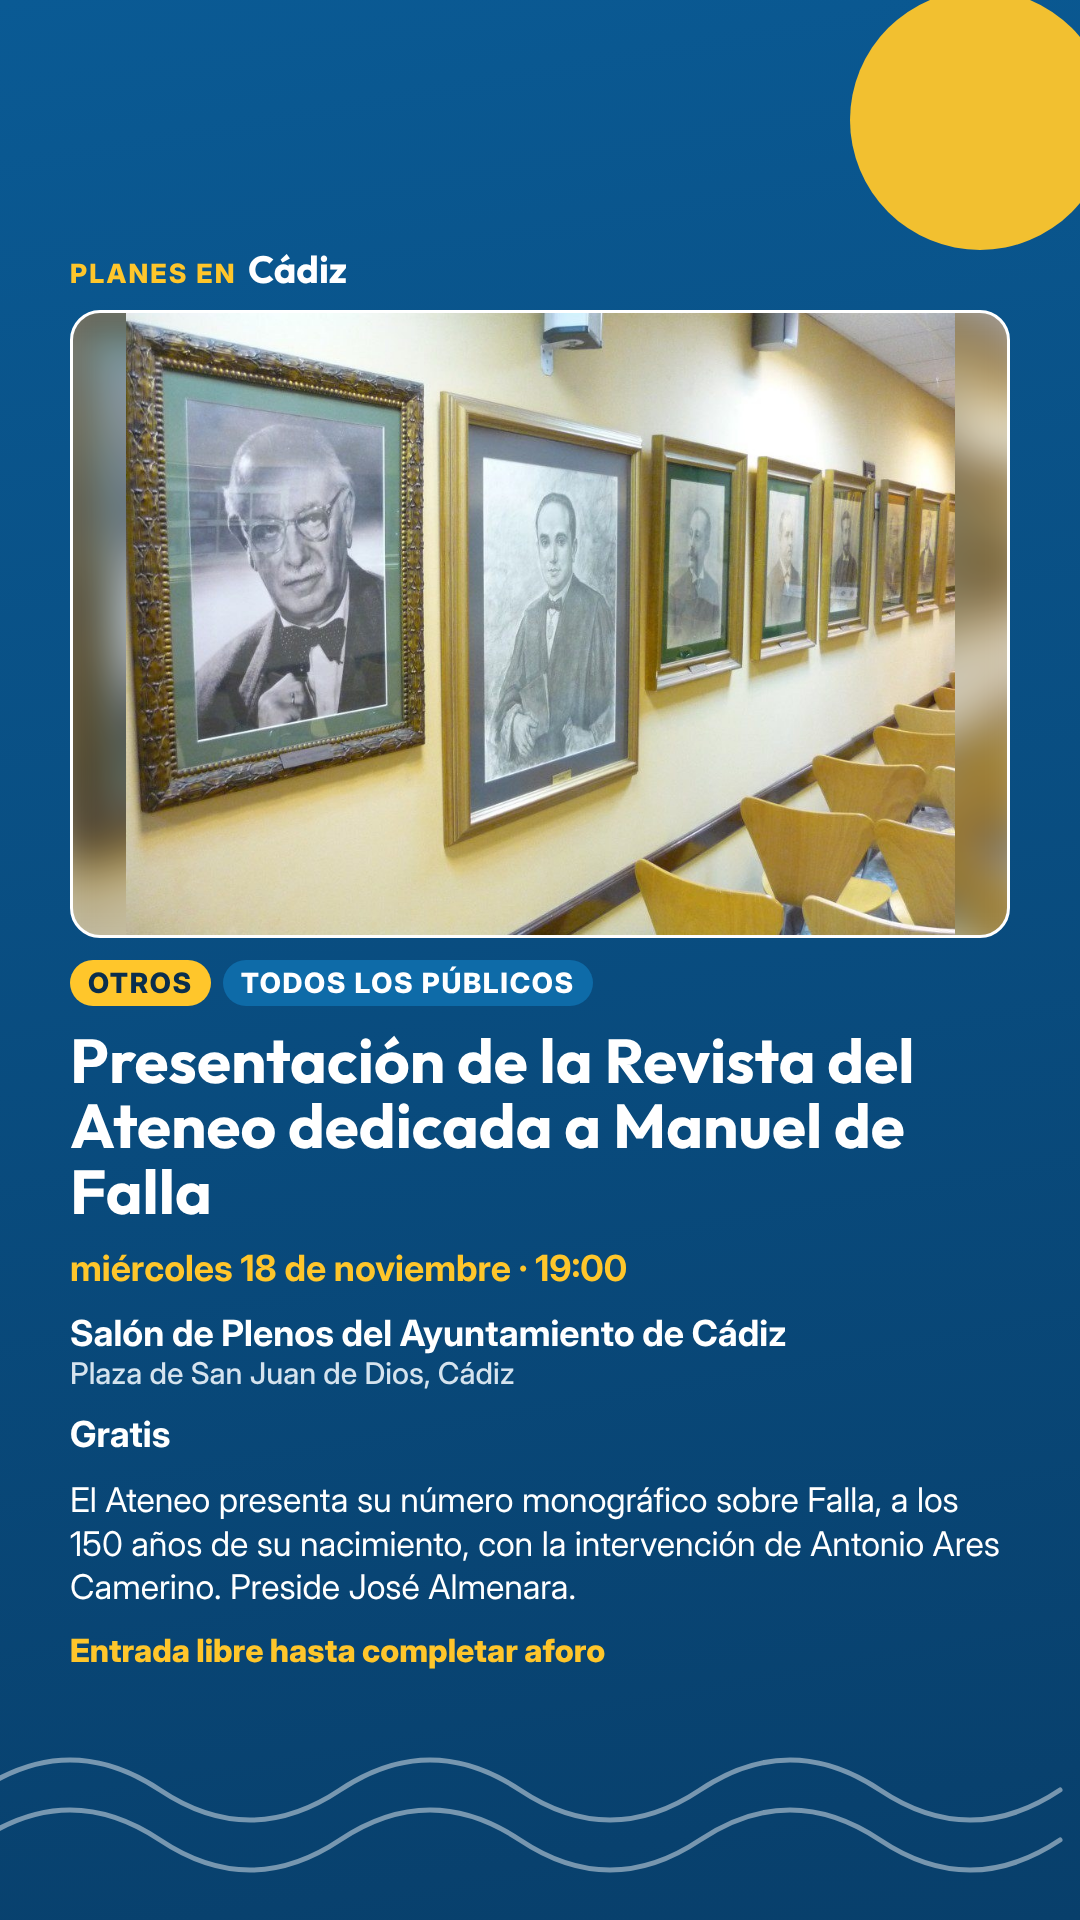 PLANES EN Cádiz
OTROS
TODOS LOS PÚBLICOS
Presentación de la Revista del
Ateneo dedicada a Manuel de
Falla
miércoles 18 de noviembre · 19:00
Salón de Plenos del Ayuntamiento de Cádiz
Plaza de San Juan de Dios, Cádiz
Gratis
El Ateneo presenta su número monográfico sobre Falla, a los
150 años de su nacimiento, con la intervención de Antonio Ares
Camerino. Preside José Almenara.
Entrada libre hasta completar aforo